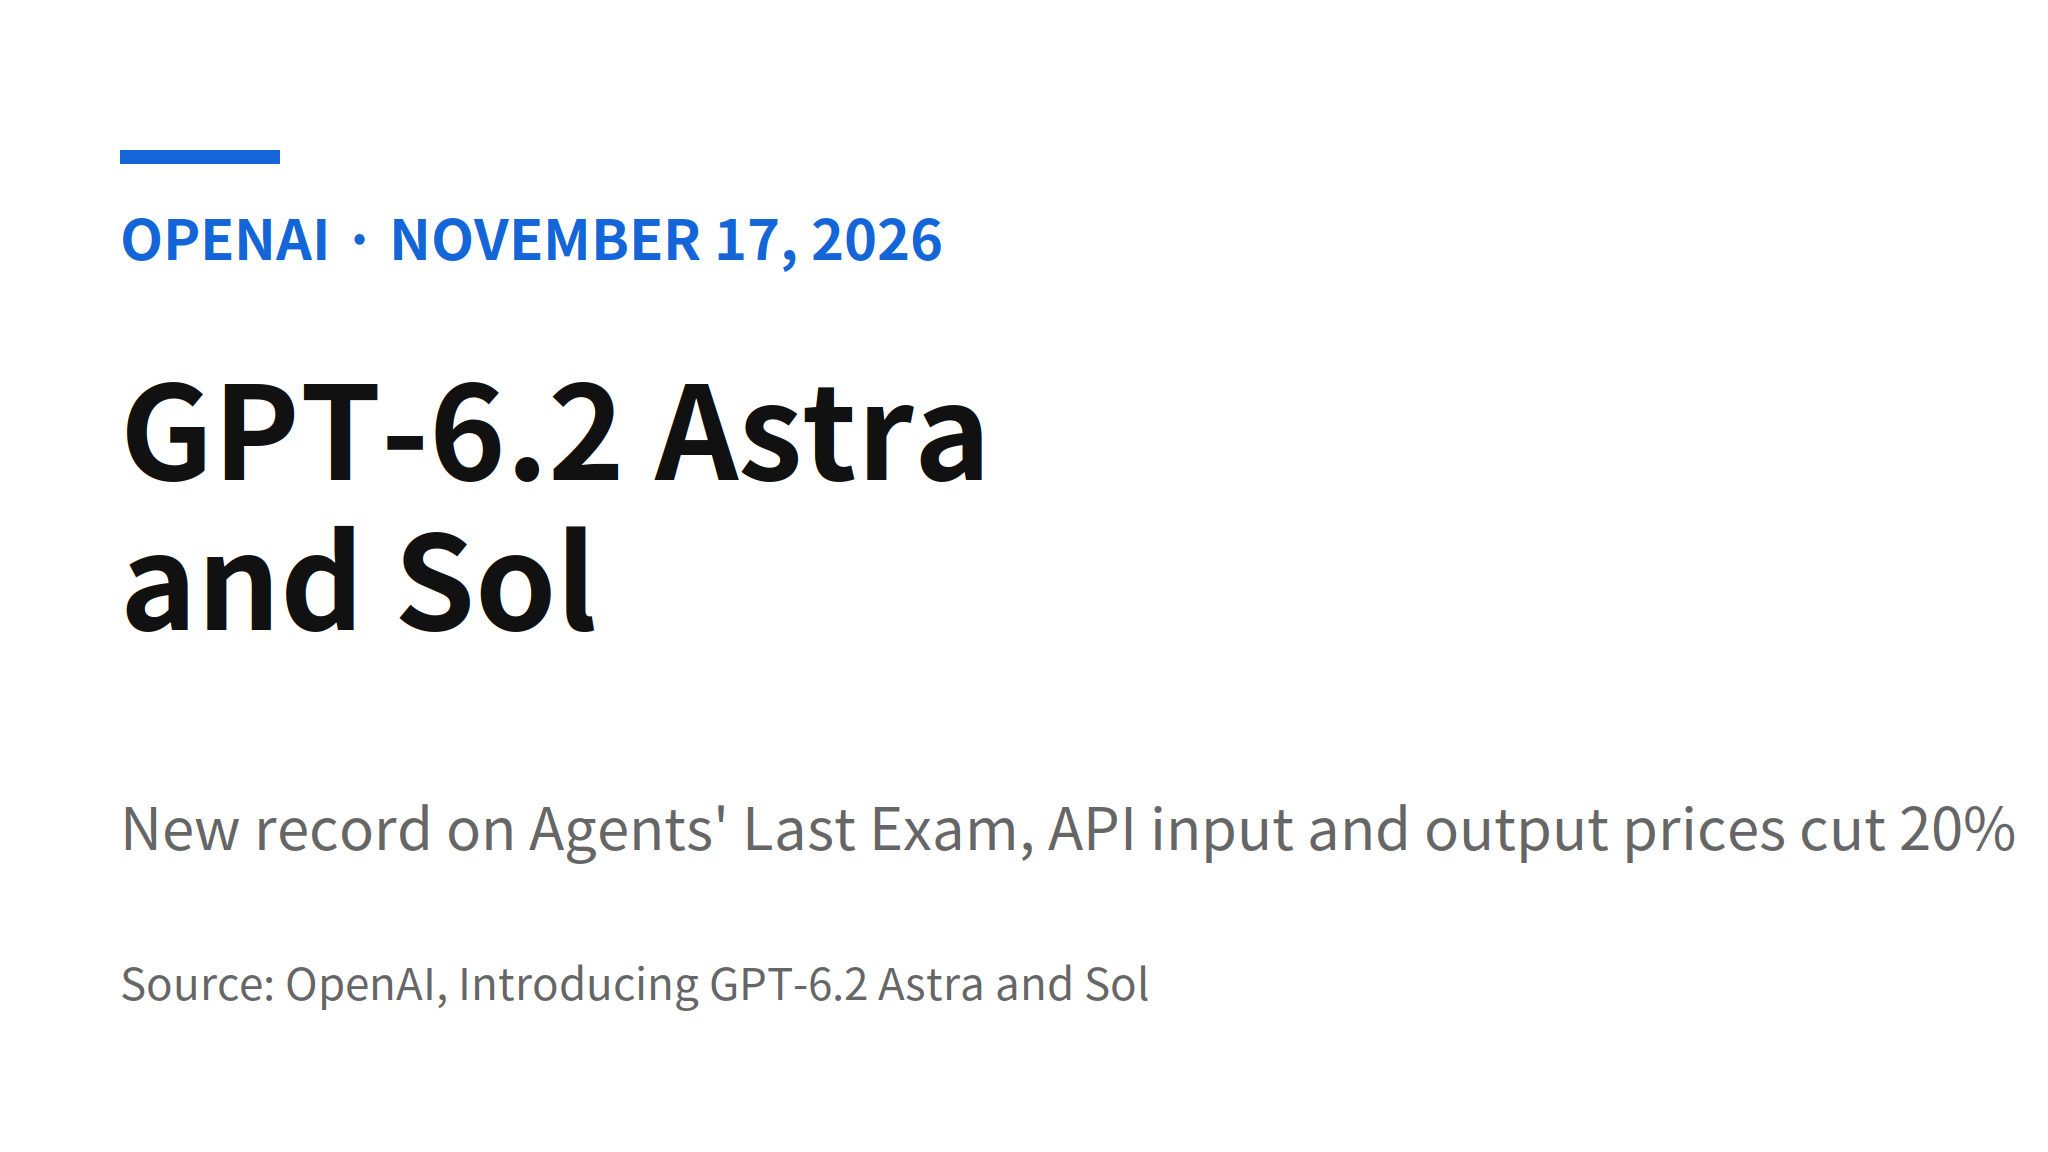 OPENAI · NOVEMBER 17, 2026
GPT-6.2 Astra
and Sol
New record on Agents' Last Exam, API input and output prices cut 20%
Source: OpenAI, Introducing GPT-6.2 Astra and Sol